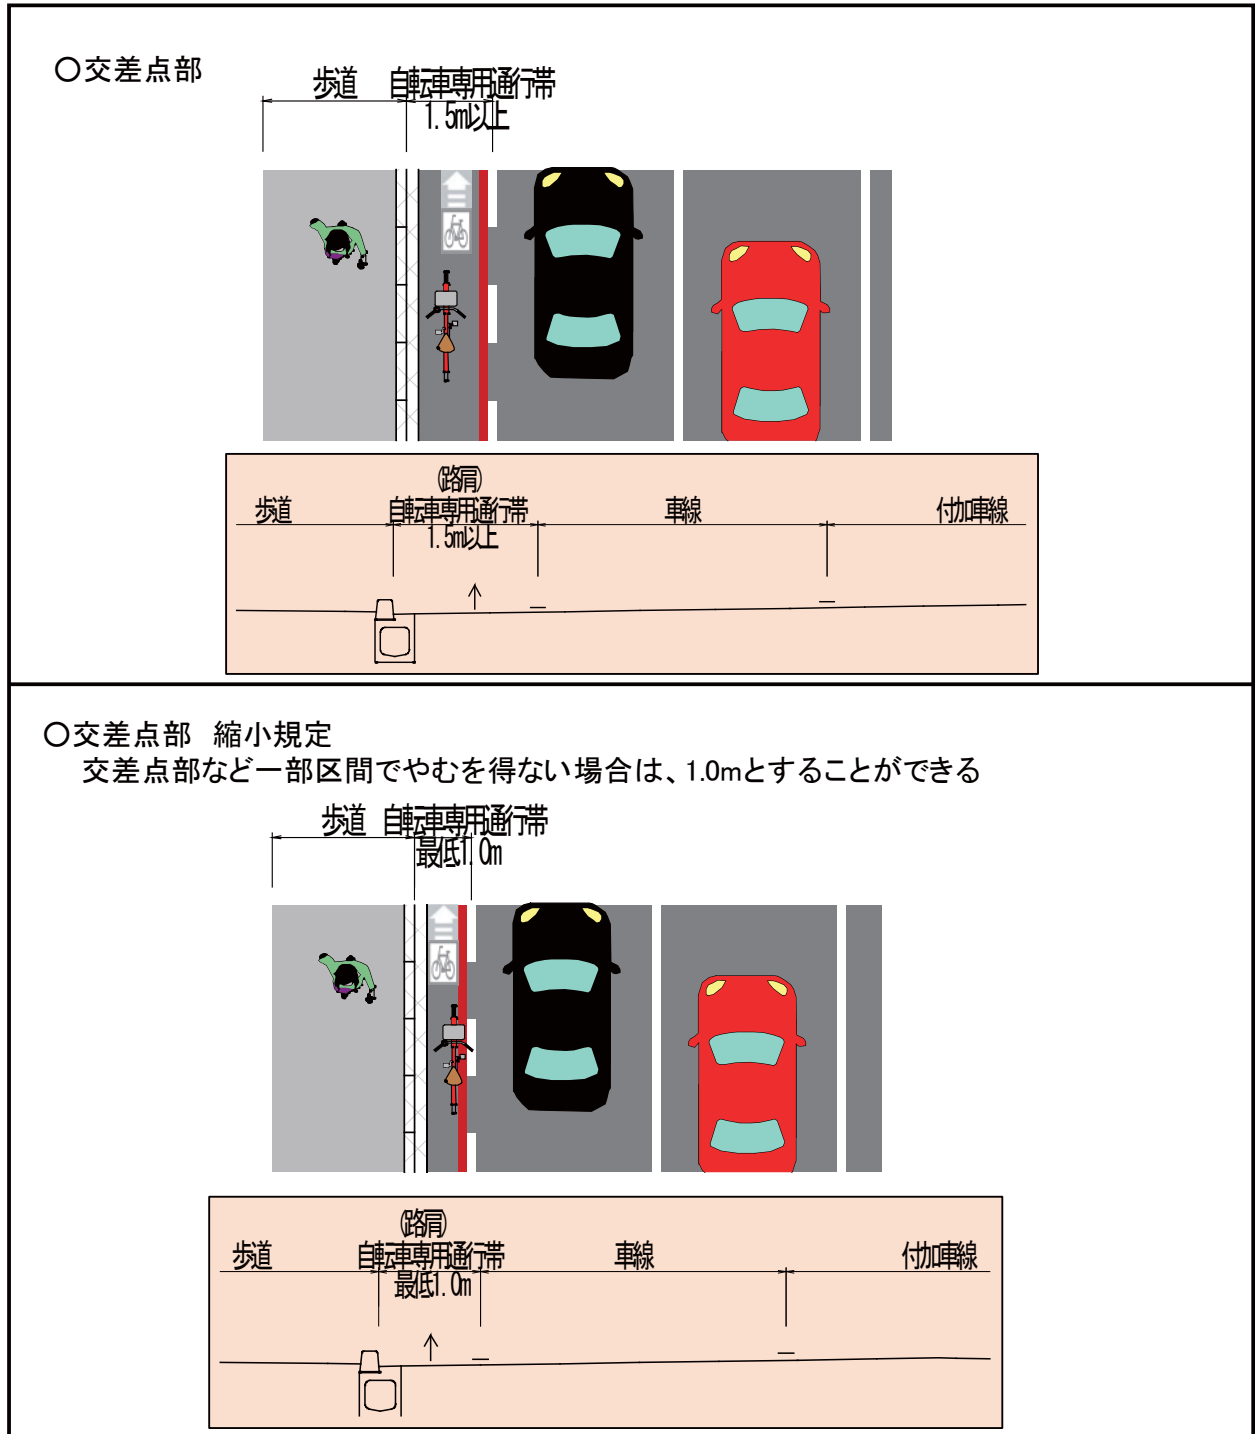 ○交差点部
歩道 自転車専用通行帯
1.5m以上
(路肩)
歩道 自転車専用通行帯 車線 付加車線
1.5m以上
○交差点部 縮小規定
交差点部など一部区間でやむを得ない場合は、1.0mとすることができる
歩道 自転車専用通行帯
最低1.0m
(路肩)
歩道 自転車専用通行帯 車線 付加車線
最低1.0m